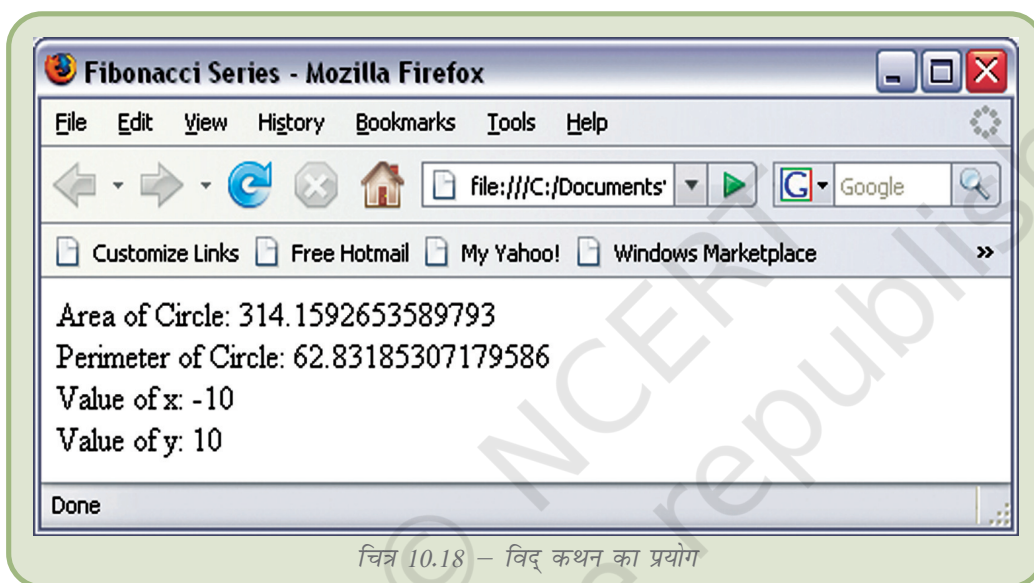 Fibonacci Series - Mozilla Firefox
File Edit View History Bookmarks Tools Help
file:///C:/Documents' G Google
Customize Links Free Hotmail My Yahoo! Windows Marketplace »
Area of Circle: 314.1592653589793
Perimeter of Circle: 62.83185307179586
Value of x: -10
Value of y: 10
Done
चित्र 10.18 – विद् कथन का प्रयोग
© NCERT
republish